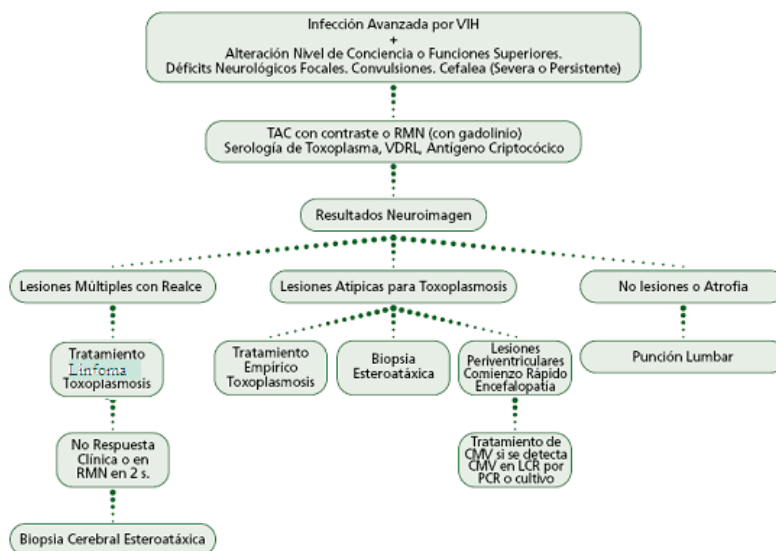 Infección Avanzada por VIH
+
Alteración Nivel de Conciencia o Funciones Superiores.
Déficits Neurológicos Focales. Convulsiones. Cefalea (Severa o Persistente)
TAC con contraste o RMN (con gadolinio)
Serología de Toxoplasma, VDRL, Antígeno Criptocócico
Resultados Neuroimagen
Lesiones Múltiples con Realce
Lesiones Atípicas para Toxoplasmosis
No lesiones o Atrofia
Tratamiento
Linfoma
Toxoplasmosis
Tratamiento
Empírico
Toxoplasmosis
Biopsia
Esteroatáxica
Lesiones
Periventriculares
Comienzo Rápido
Encefalopatía
Punción Lumbar
No Respuesta
Clínica o en
RMN en 2 s.
Tratamiento de
CMV si se detecta
CMV en LCR por
PCR o cultivo
Biopsia Cerebral Esteroatáxica